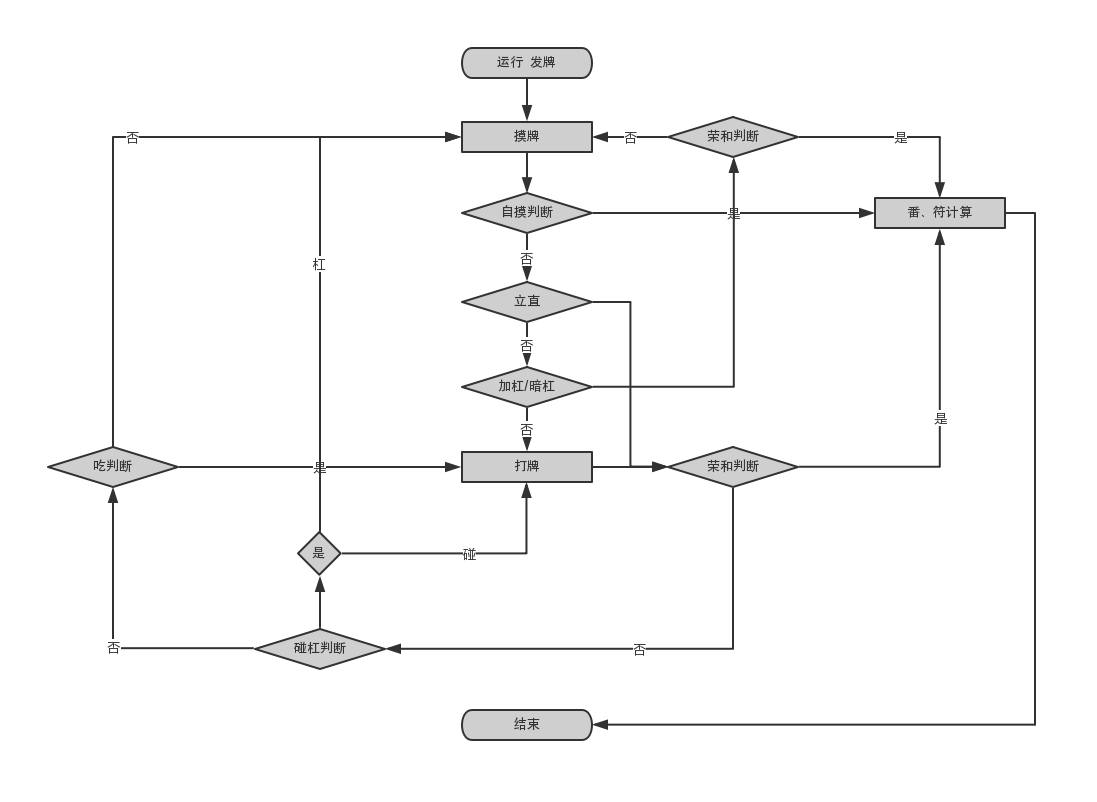 运行 发牌
否
摸牌
否
荣和判断
是
自摸判断
是
番、符计算
否
杠
立直
否
加杠/暗杠
是
否
吃判断
是
打牌
荣和判断
是
碰
否
碰杠判断
否
结束